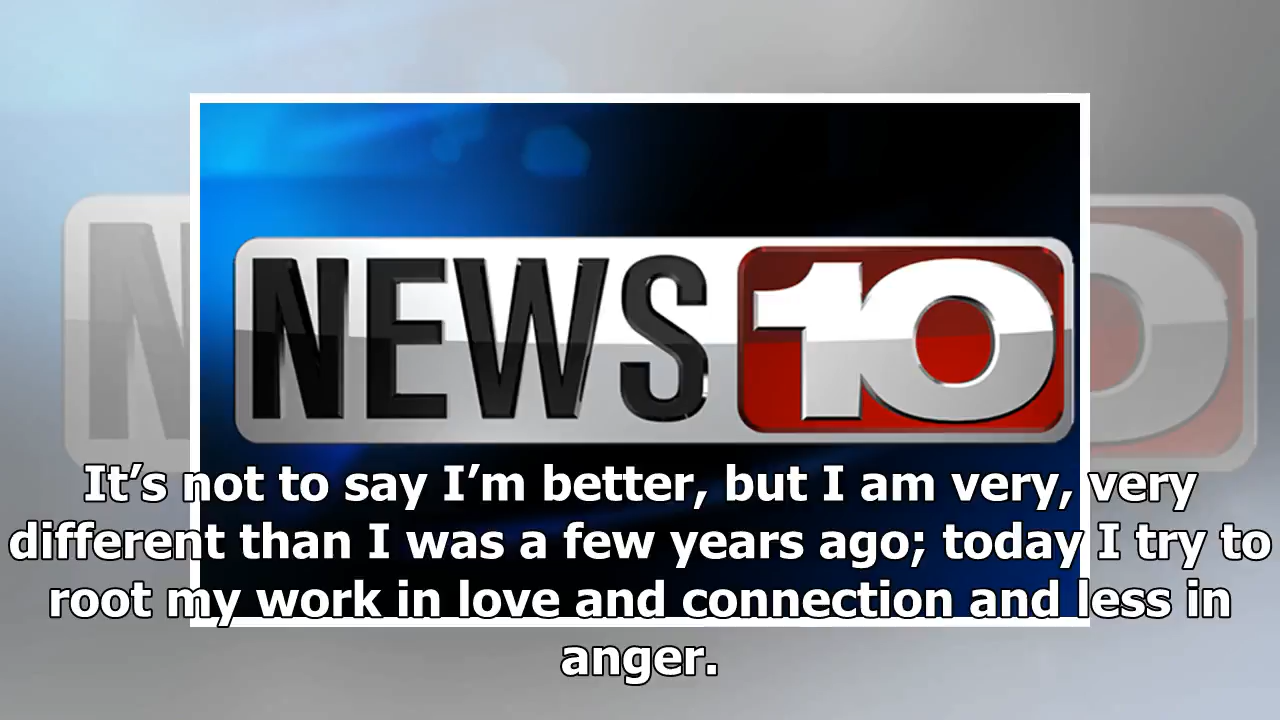 NEWS 10
It’s not to say I’m better, but I am very, very
different than I was a few years ago; today I try to
root my work in love and connection and less in
anger.